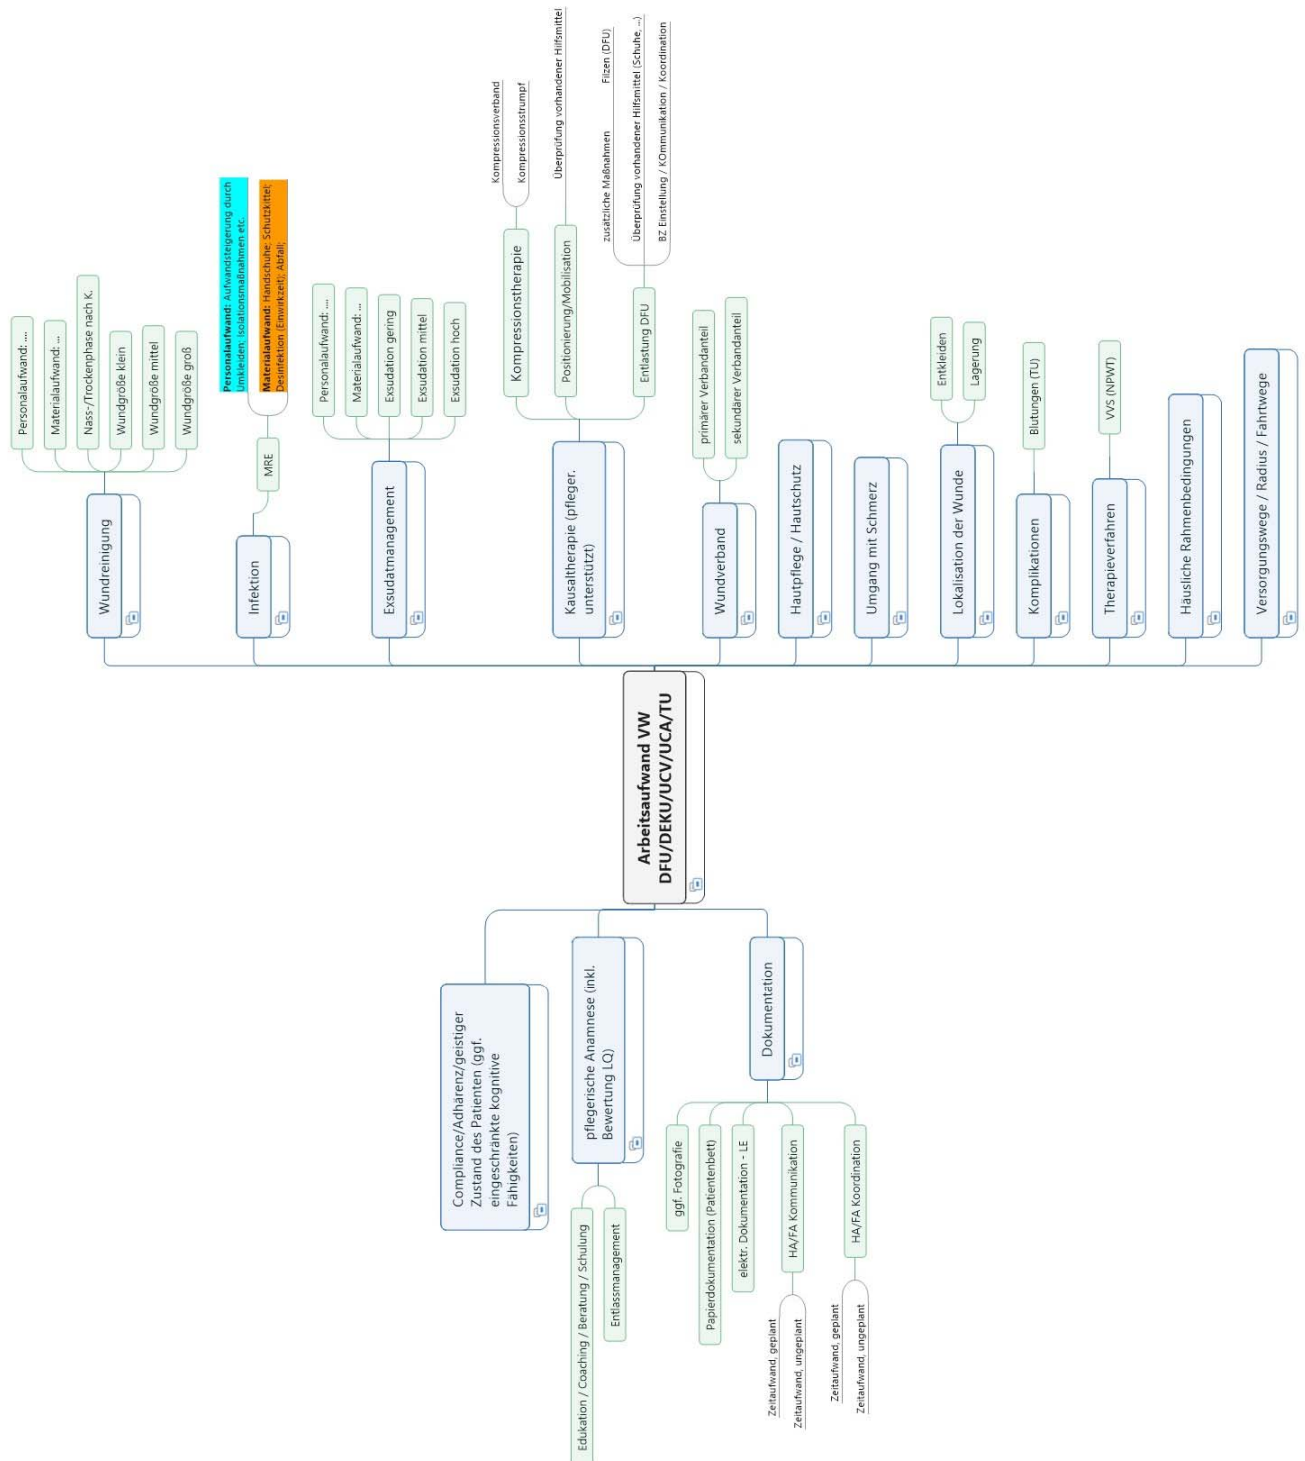 Arbeitsaufwand VW
DFU/DEKU/UCV/UCA/TU
Wundreinigung
Personalaufwand: ....
Materialaufwand: ...
Nass-/Trockenphase nach K.
Wundgröße klein
Wundgröße mittel
Wundgröße groß
Infektion
MRE
Personalaufwand: Aufwandsteigerung durch
Umkleiden; Isolationsmaßnahmen etc.
Materialaufwand: Handschuhe; Schutzkittel;
Desinfektion (Einwirkzeit); Abfall;
Exsudatmanagement
Personalaufwand: ....
Materialaufwand: ...
Exsudation gering
Exsudation mittel
Exsudation hoch
Kausaltherapie (pfleger.
unterstützt)
Kompressionstherapie
Kompressionsverband
Kompressionsstrumpf
Positionierung/Mobilisation
Überprüfung vorhandener Hilfsmittel
Entlastung DFU
zusätzliche Maßnahmen
Filzen (DFU)
Überprüfung vorhandener Hilfsmittel (Schuhe, ...)
BZ Einstellung / KOmmunikation / Koordination
Wundverband
primärer Verbandanteil
sekundärer Verbandanteil
Hautpflege / Hautschutz
Umgang mit Schmerz
Lokalisation der Wunde
Entkleiden
Lagerung
Komplikationen
Blutungen (TU)
Therapieverfahren
VVS (NPWT)
Häusliche Rahmenbedingungen
Versorgungswege / Radius / Fahrtwege
Compliance/Adhärenz/geistiger
Zustand des Patienten (ggf.
eingeschränkte kognitive
Fähigkeiten)
pflegerische Anamnese (inkl.
Bewertung LQ)
Edukation / Coaching / Beratung / Schulung
Entlassmanagement
Dokumentation
ggf. Fotografie
Papierdokumentation (Patientenbett)
elektr. Dokumentation - LE
HA/FA Kommunikation
Zeitaufwand, geplant
Zeitaufwand, ungeplant
HA/FA Koordination
Zeitaufwand, geplant
Zeitaufwand, ungeplant